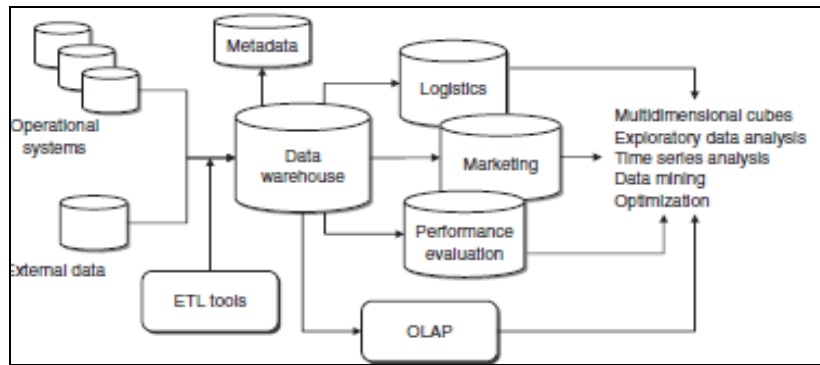 Metadata
Logistics
Operational
systems
Data
warehouse
Marketing
Multidimensional cubes
Exploratory data analysis
Time series analysis
Data mining
Optimization
Performance
evaluation
External data
ETL tools
OLAP